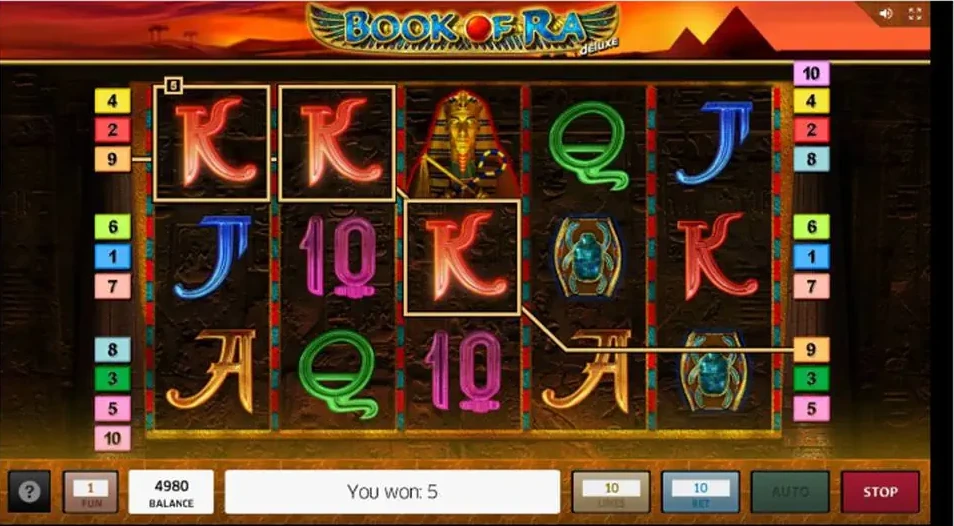 BOOK OF RA
deluxe
10
5
4 4
2 K K Q J 2
9 8
6 6
1 J 10 K K 1
7 7
8 9
3 A Q 10 A 3
5 5
10
? 1 4980 You won: 5 10 10 AUTO STOP
FUN BALANCE LINES BET